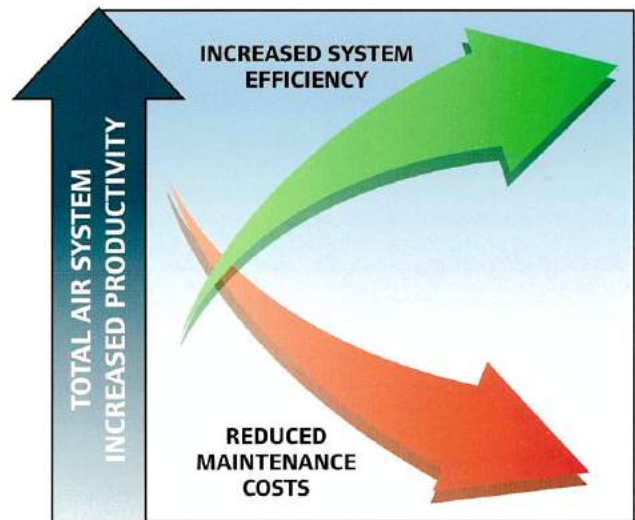 INCREASED SYSTEM
EFFICIENCY
TOTAL AIR SYSTEM
INCREASED PRODUCTIVITY
REDUCED
MAINTENANCE
COSTS